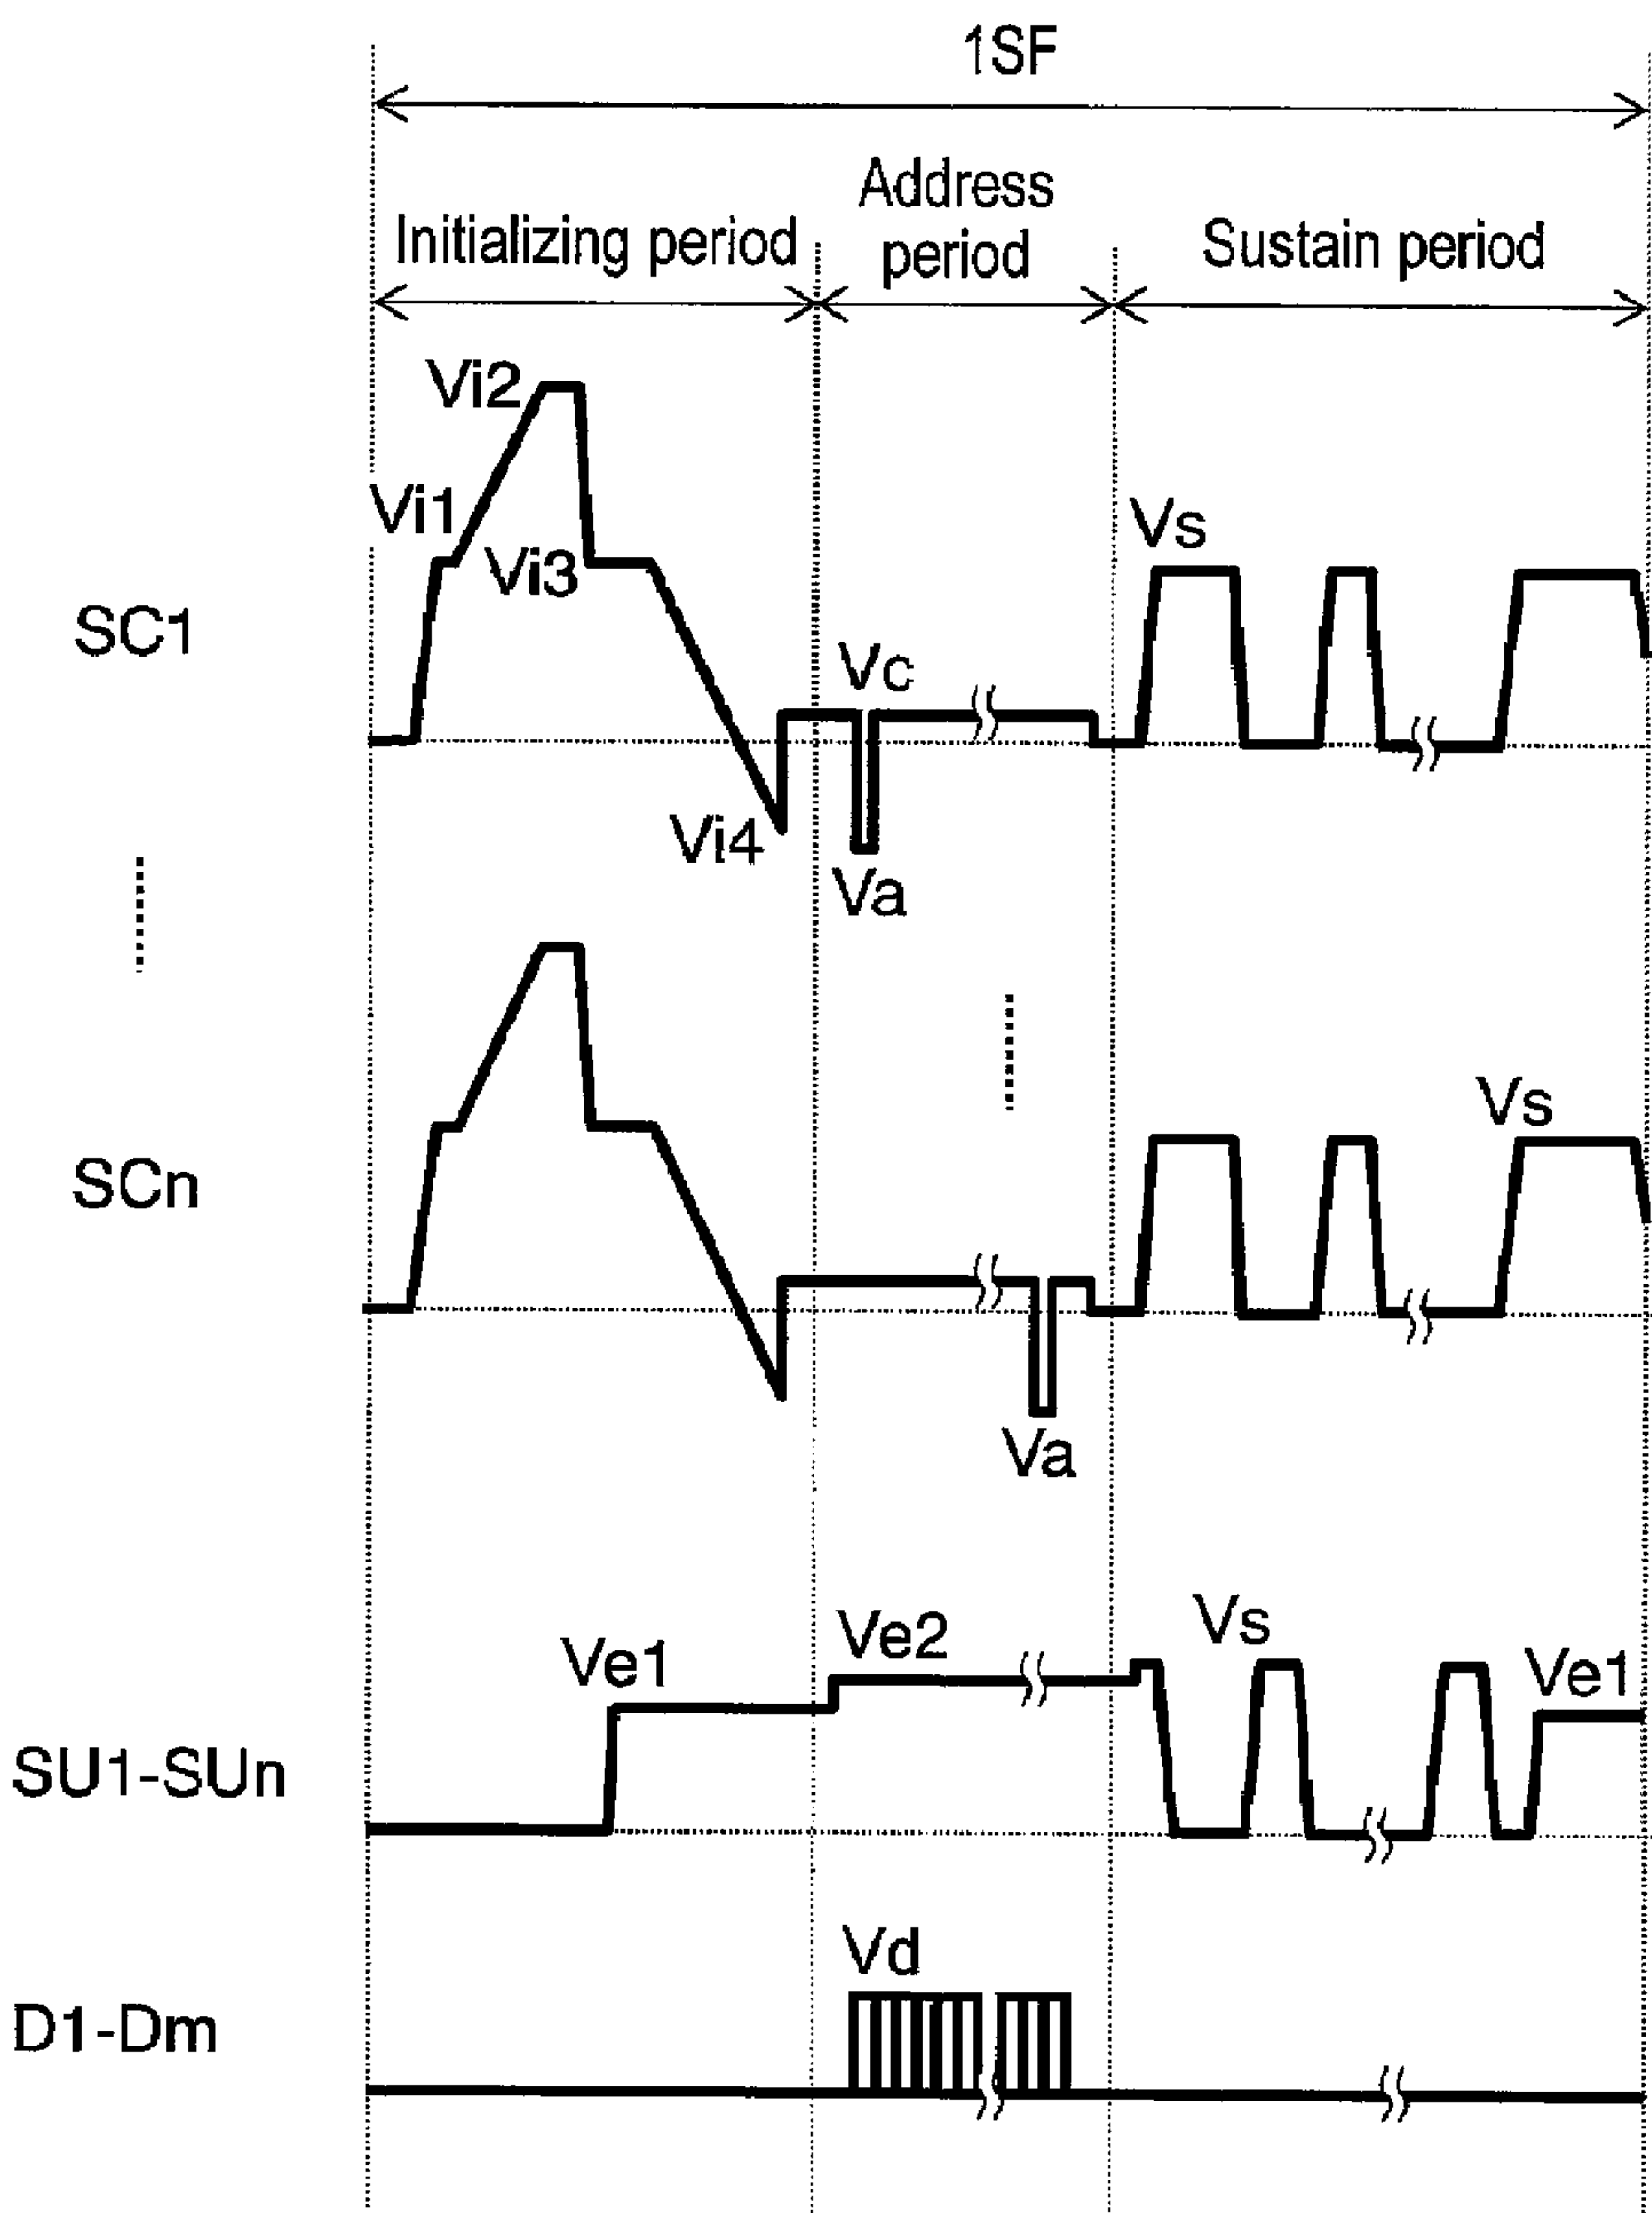 1SF
Initializing period
Address
period
Sustain period
Vi2
Vi1
Vi3
Vs
SC1
Vc
Vi4
Va
Vs
SCn
Va
Ve1
Ve2
Vs
Ve1
SU1-SUn
Vd
D1-Dm